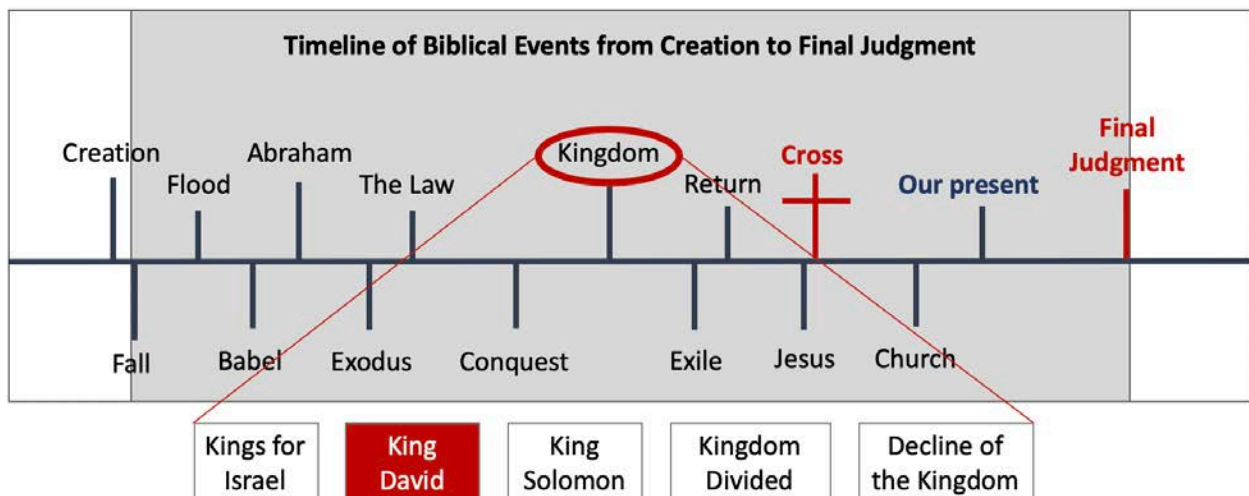 Timeline of Biblical Events from Creation to Final Judgment
Creation
Flood
Abraham
The Law
Kingdom
Return
Cross
Our present
Final
Judgment
Fall
Babel
Exodus
Conquest
Exile
Jesus
Church
Kings for
Israel
King
David
King
Solomon
Kingdom
Divided
Decline of
the Kingdom